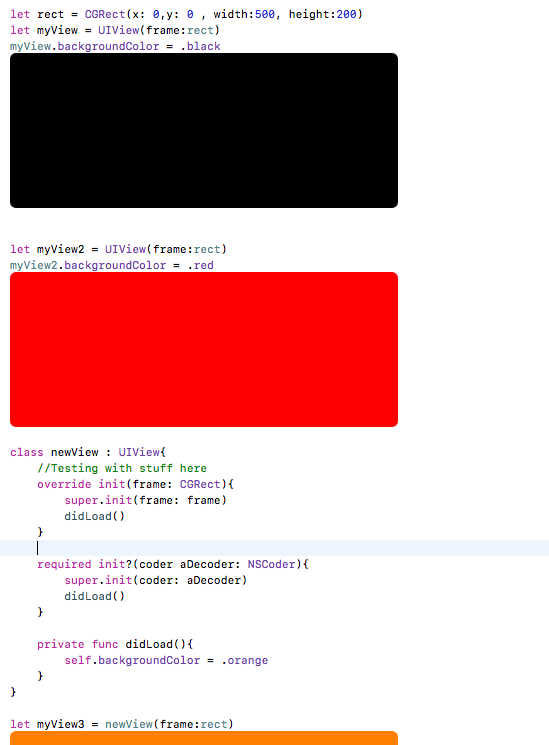 let rect = CGRect(x: 0,y: 0 , width:500, height:200)
let myView = UIView(frame:rect)
myView.backgroundColor = .black
let myView2 = UIView(frame:rect)
myView2.backgroundColor = .red
class newView : UIView{
    //Testing with stuff here
    override init(frame: CGRect){
        super.init(frame: frame)
        didLoad()
    }
    required init?(coder aDecoder: NSCoder){
        super.init(coder: aDecoder)
        didLoad()
    }
    private func didLoad(){
        self.backgroundColor = .orange
    }
}
let myView3 = newView(frame:rect)